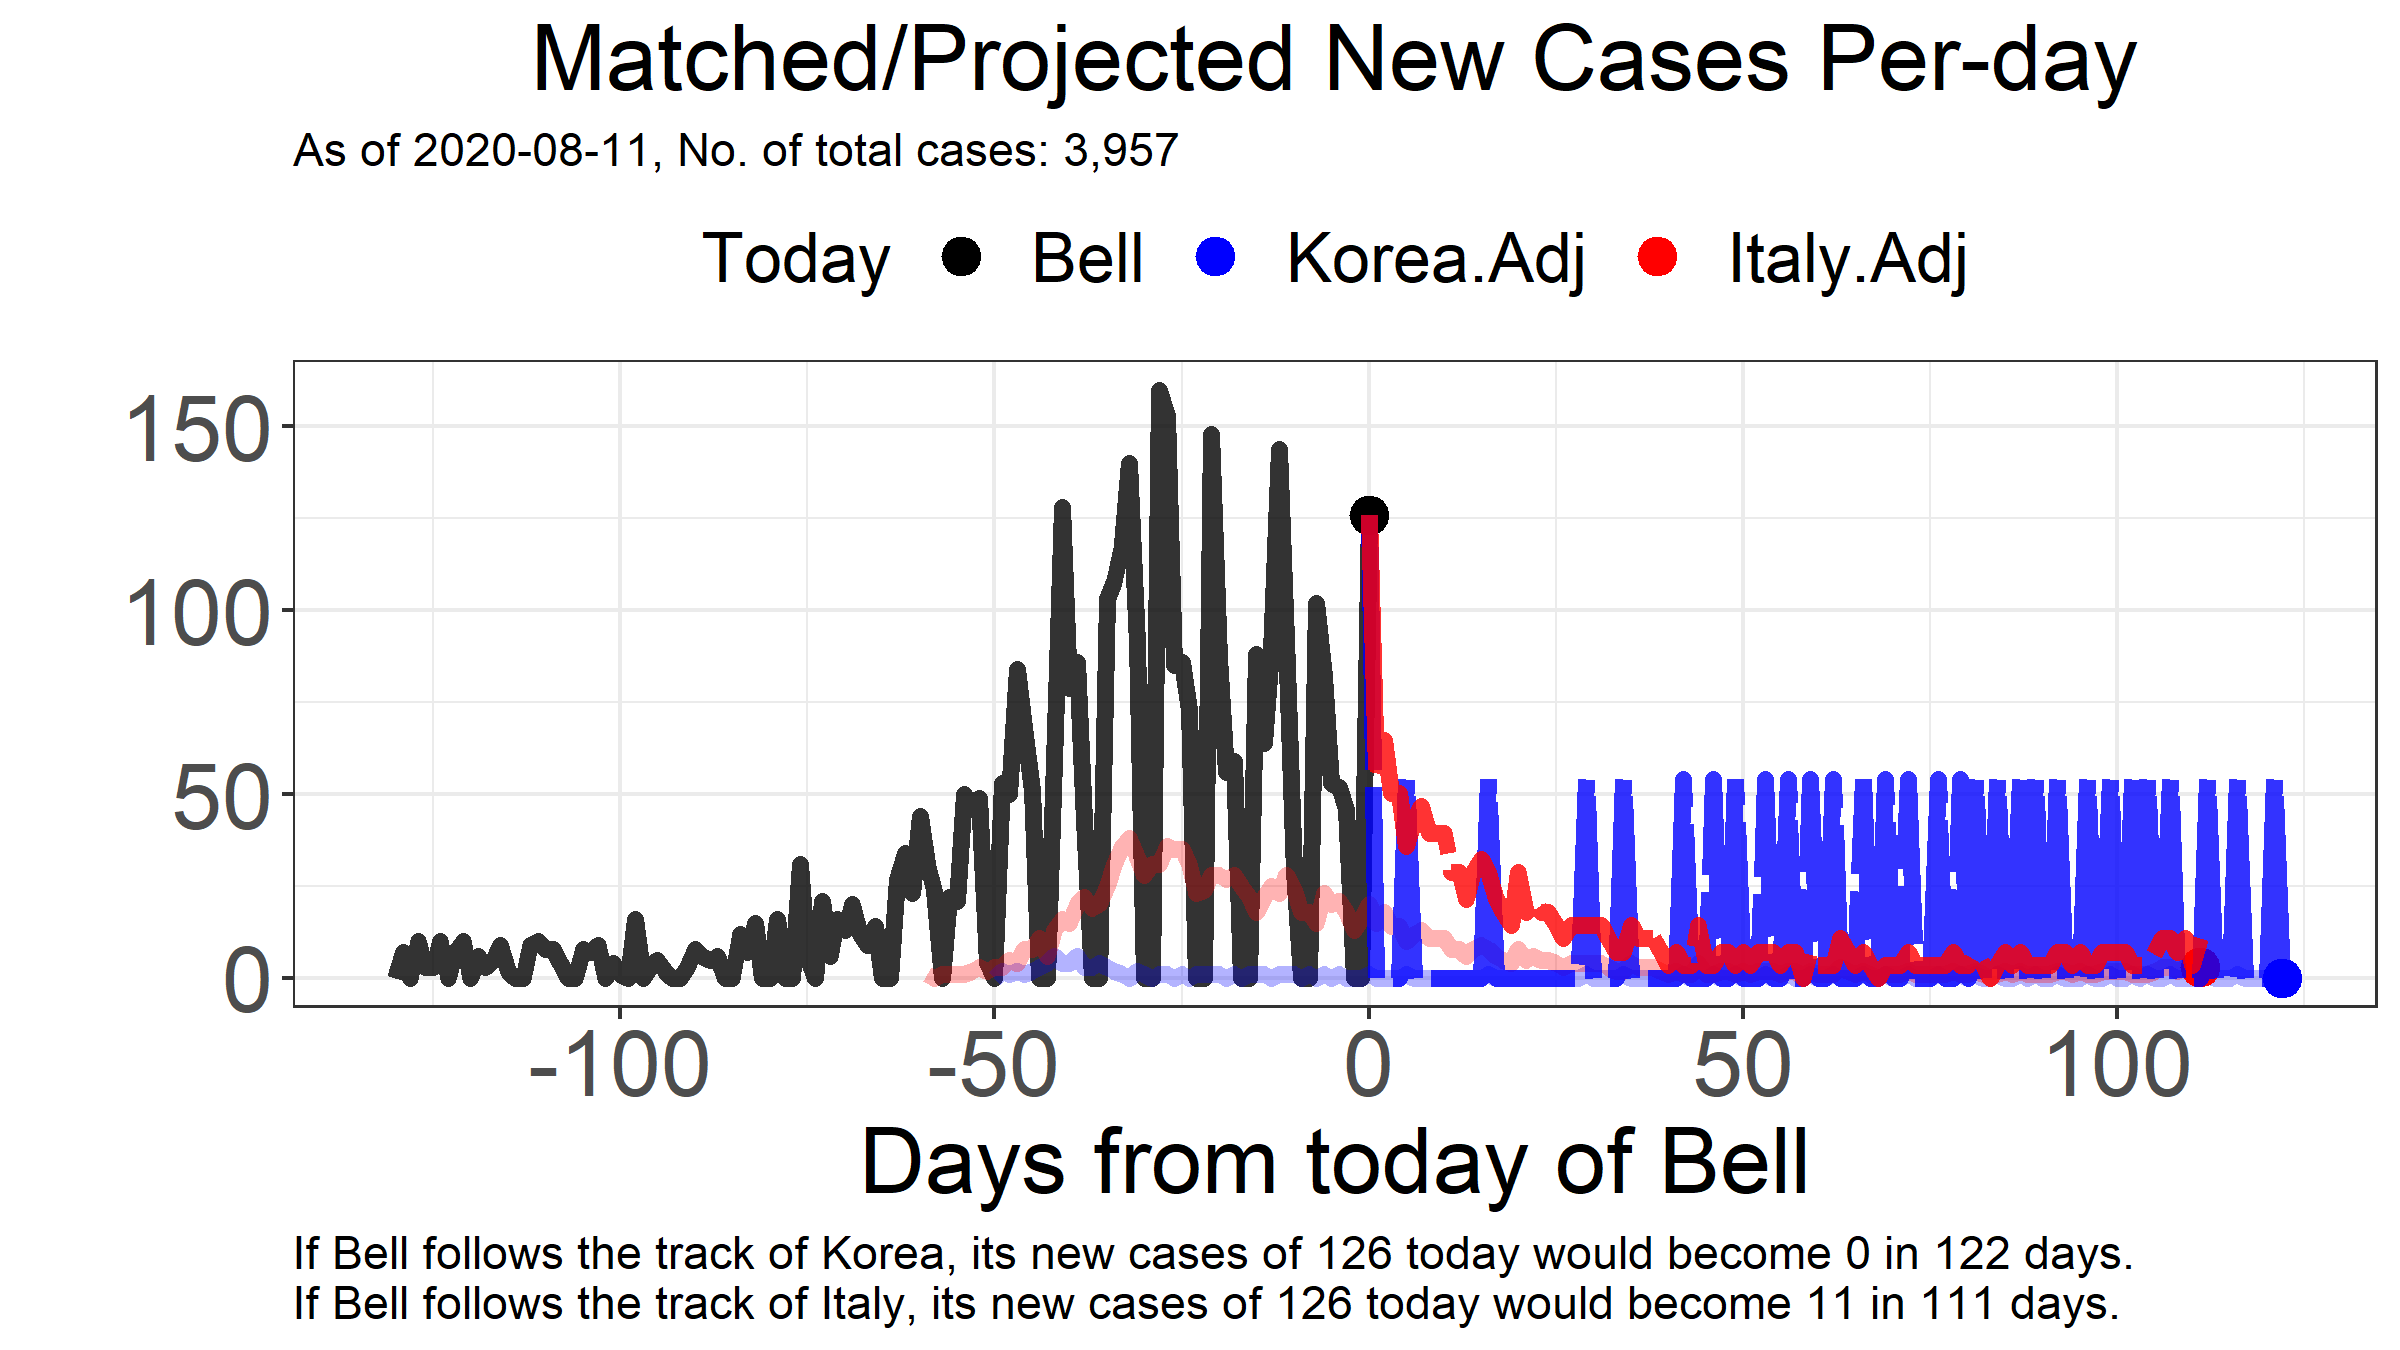 Matched/Projected New Cases Per-day
As of 2020-08-11, No. of total cases: 3,957
Today Bell Korea.Adj Italy.Adj
150
100
50
0
-100 -50 0 50 100
Days from today of Bell
If Bell follows the track of Korea, its new cases of 126 today would become 0 in 122 days.
If Bell follows the track of Italy, its new cases of 126 today would become 11 in 111 days.